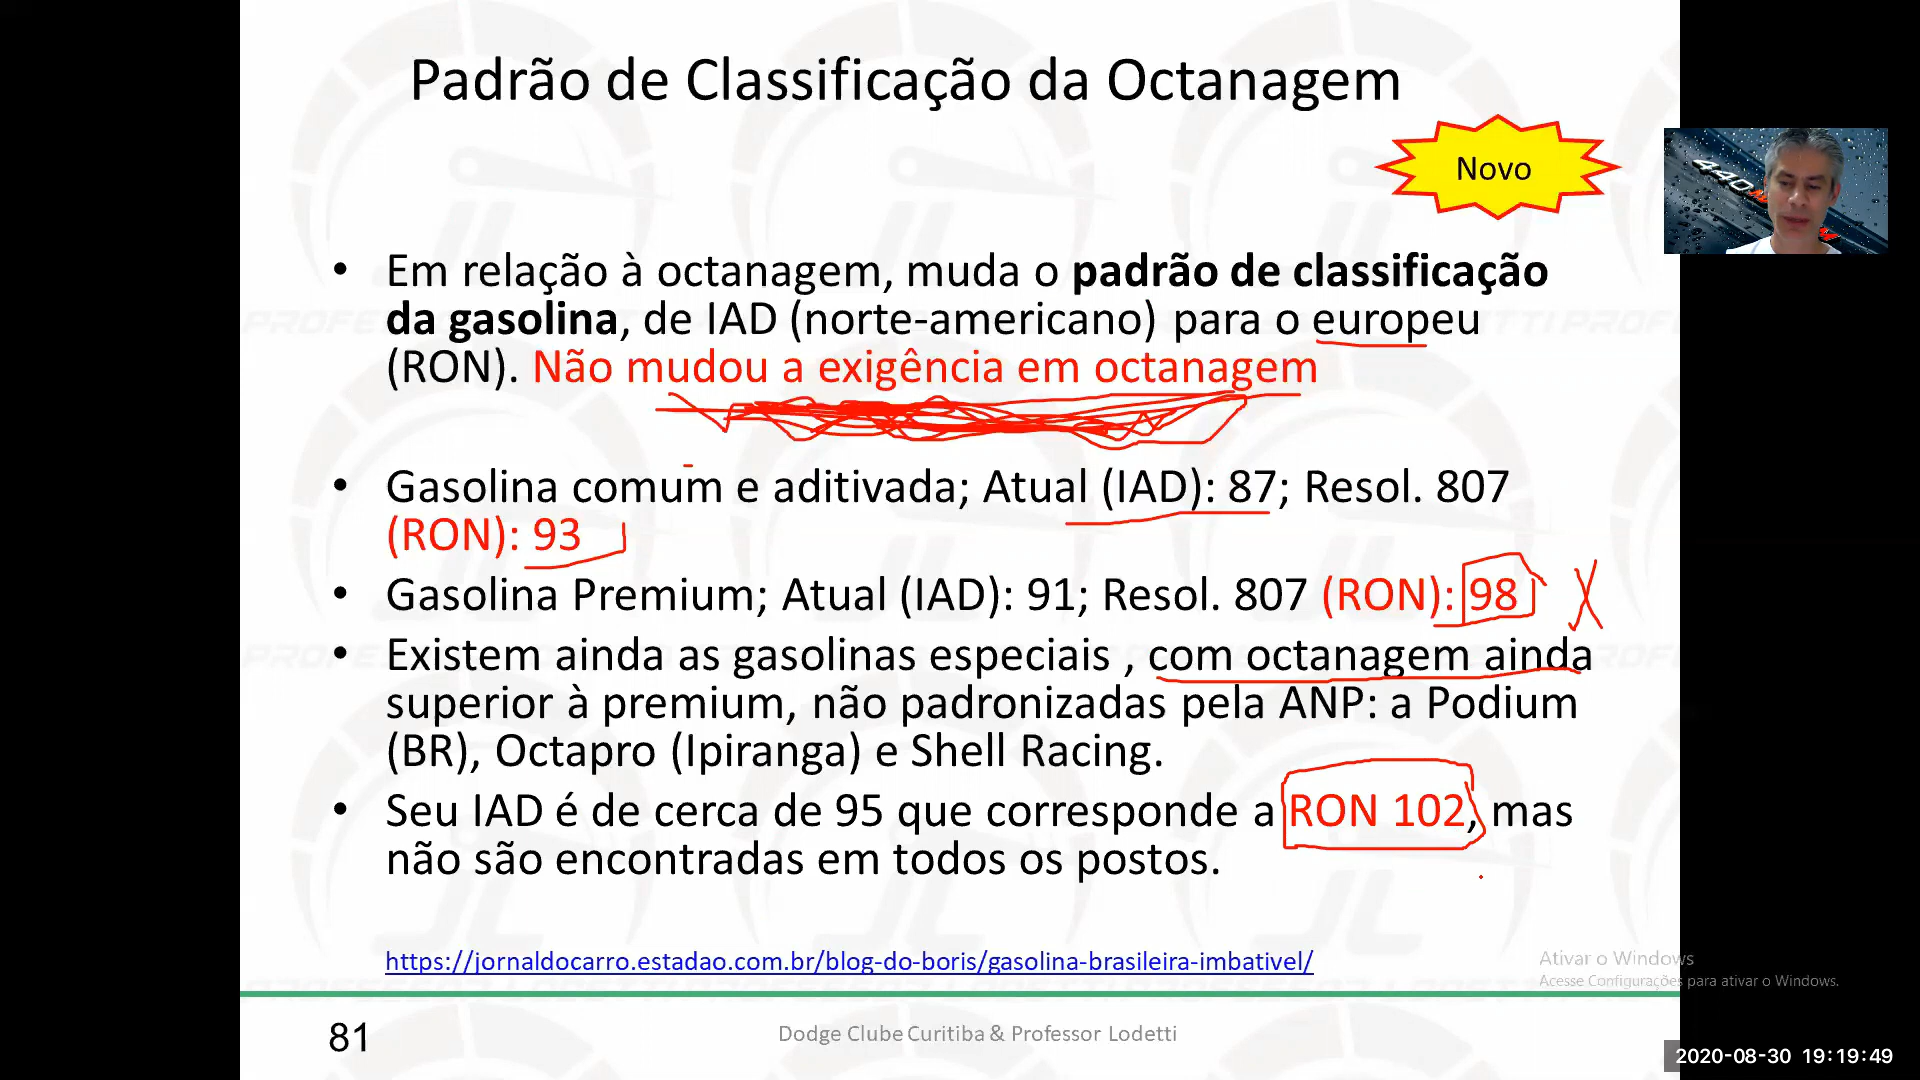 Padrão de Classificação da Octanagem
Novo
440
• Em relação à octanagem, muda o padrão de classificação
da gasolina, de IAD (norte-americano) para o europeu
(RON). Não mudou a exigência em octanagem
• Gasolina comum e aditivada; Atual (IAD): 87; Resol. 807
(RON): 93
• Gasolina Premium; Atual (IAD): 91; Resol. 807 (RON): 98 X
• Existem ainda as gasolinas especiais , com octanagem ainda
superior à premium, não padronizadas pela ANP: a Podium
(BR), Octapro (Ipiranga) e Shell Racing.
• Seu IAD é de cerca de 95 que corresponde a RON 102, mas
não são encontradas em todos os postos.
https://jornaldocarro.estadao.com.br/blog-do-boris/gasolina-brasileira-imbativel/
Ativar o Windows
Acesse Configurações para ativar o Windows.
81
Dodge Clube Curitiba & Professor Lodetti
2020-08-30 19:19:49